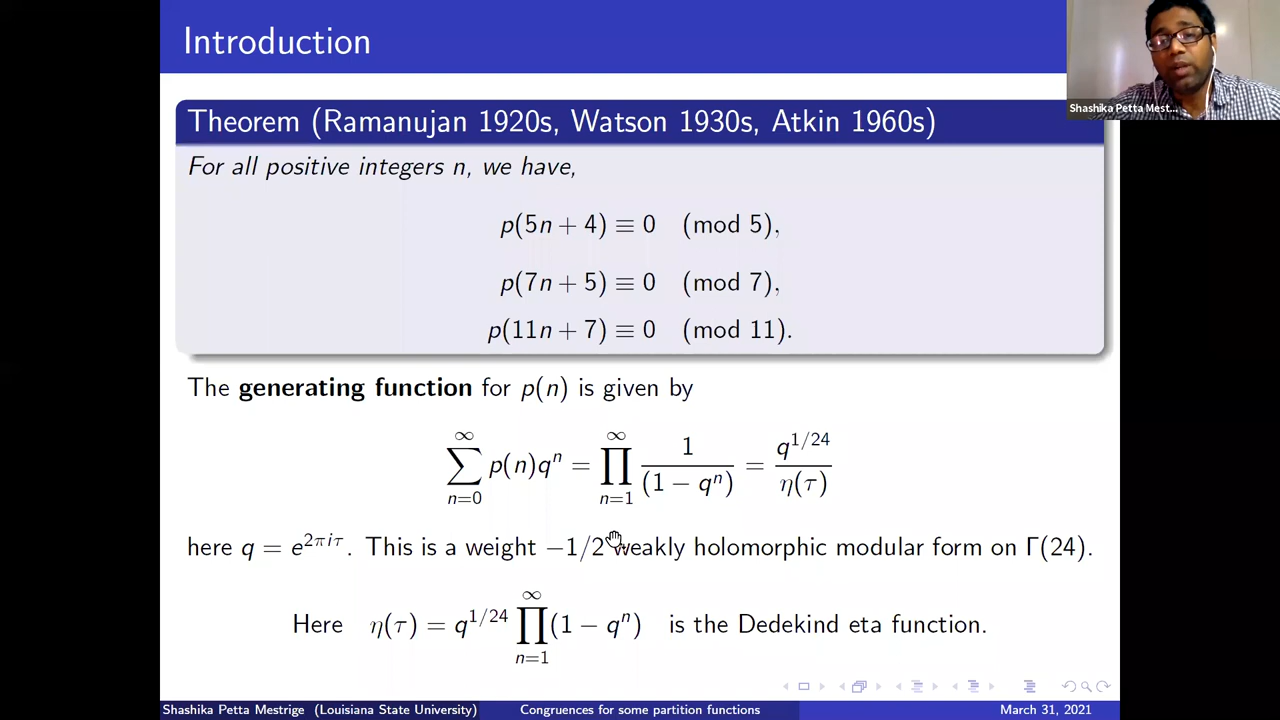 Introduction
Shashika Petta Mest...
Theorem (Ramanujan 1920s, Watson 1930s, Atkin 1960s)
For all positive integers n, we have,
p(5n + 4) ≡ 0 (mod 5),
p(7n + 5) ≡ 0 (mod 7),
p(11n + 7) ≡ 0 (mod 11).
The generating function for p(n) is given by
∑_{n=0}^{∞} p(n)q^n = ∏_{n=1}^{∞} 1/(1 − q^n) = q^{1/24}/η(τ)
here q = e^{2πiτ}. This is a weight −1/2 weakly holomorphic modular form on Γ(24).
Here η(τ) = q^{1/24} ∏_{n=1}^{∞} (1 − q^n) is the Dedekind eta function.
Shashika Petta Mestrige (Louisiana State University) Congruences for some partition functions March 31, 2021